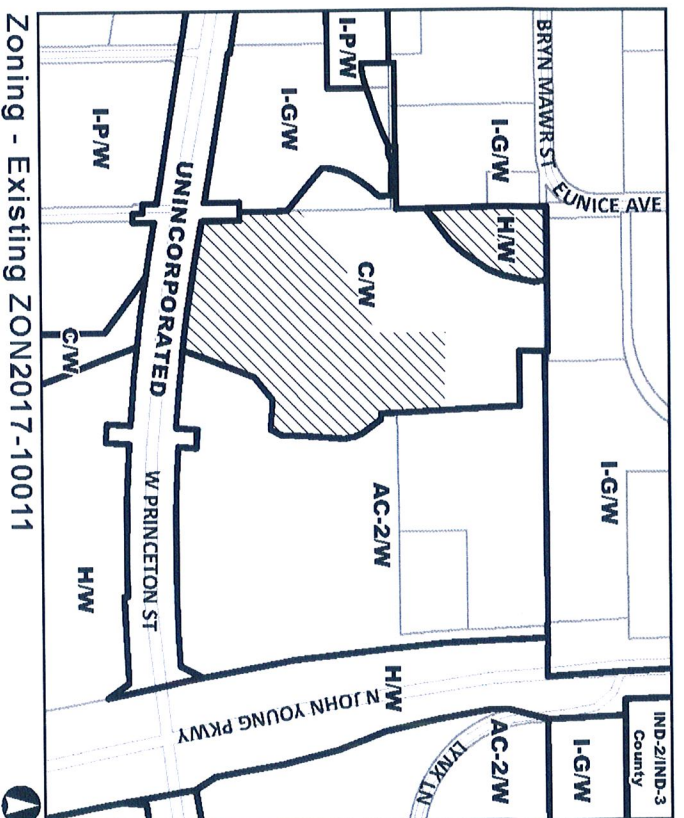 I-P/W
I-G/W
I-G/W
BRYN MAWR ST
EUNICE AVE
I-P/W
UNINCORPORATED
C/W
H/W
C/W
I-G/W
AC-2/W
W PRINCETON ST
H/W
H/W
N JOHN YOUNG PKWY
LYNX LN
AC-2/W
I-G/W
IND-2/IND-3
County
Zoning - Existing ZON2017-10011